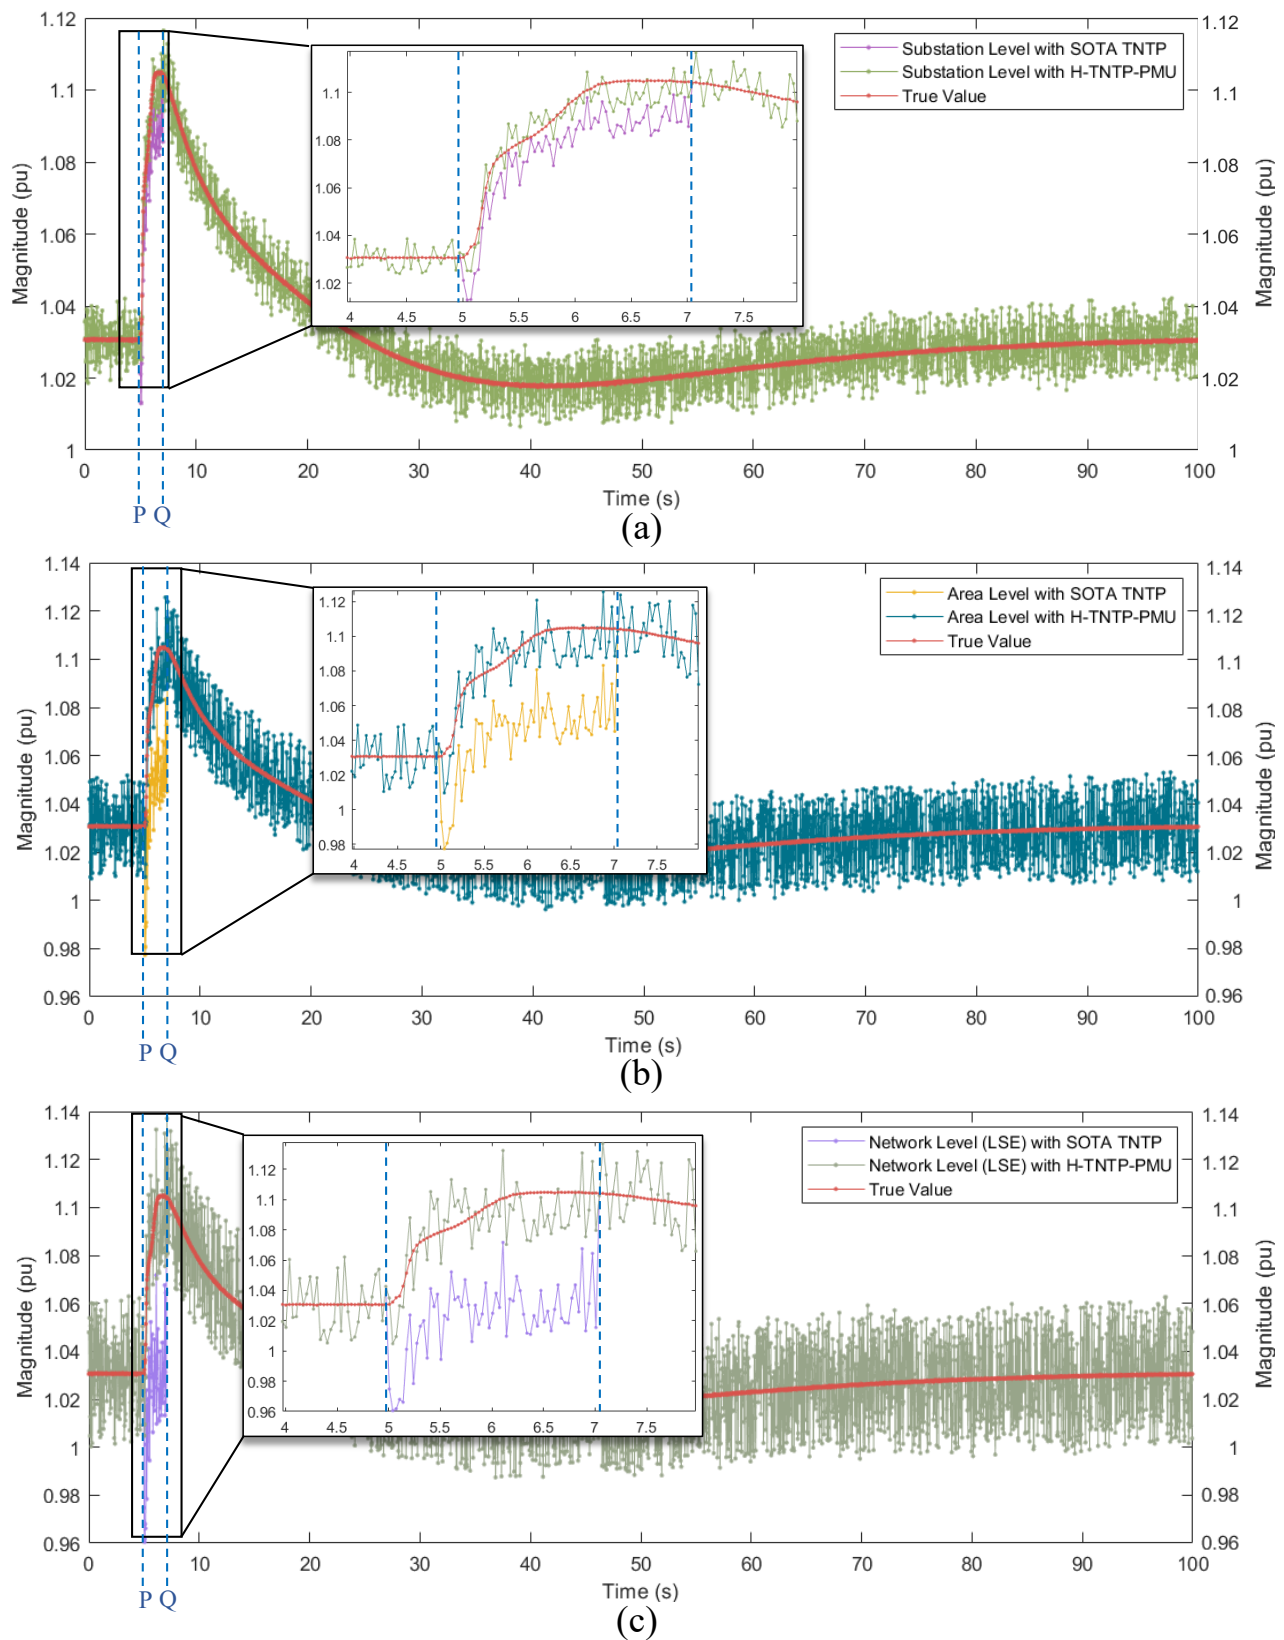 1.12
1.1
1.08
1.06
1.04
1.02
1
Magnitude (pu)
1.12
1.1
1.08
1.06
1.04
1.02
1
Magnitude (pu)
Substation Level with SOTA TNTP
Substation Level with H-TNTP-PMU
True Value
1.1
1.08
1.06
1.04
1.02
4 4.5 5 5.5 6 6.5 7 7.5
0 10 20 30 40 50 60 70 80 90 100
Time (s)
P Q
(a)
1.14
1.12
1.1
1.08
1.06
1.04
1.02
1
0.98
0.96
Magnitude (pu)
1.14
1.12
1.1
1.08
1.06
1.04
1.02
1
0.98
0.96
Magnitude (pu)
Area Level with SOTA TNTP
Area Level with H-TNTP-PMU
True Value
1.12
1.1
1.08
1.06
1.04
1.02
1
0.98
4 4.5 5 5.5 6 6.5 7 7.5
0 10 20 30 40 50 60 70 80 90 100
Time (s)
P Q
(b)
1.14
1.12
1.1
1.08
1.06
1.04
1.02
1
0.98
0.96
Magnitude (pu)
1.14
1.12
1.1
1.08
1.06
1.04
1.02
1
0.98
0.96
Magnitude (pu)
Network Level (LSE) with SOTA TNTP
Network Level (LSE) with H-TNTP-PMU
True Value
1.12
1.1
1.08
1.06
1.04
1.02
1
0.98
0.96
4 4.5 5 5.5 6 6.5 7 7.5
0 10 20 30 40 50 60 70 80 90 100
Time (s)
P Q
(c)